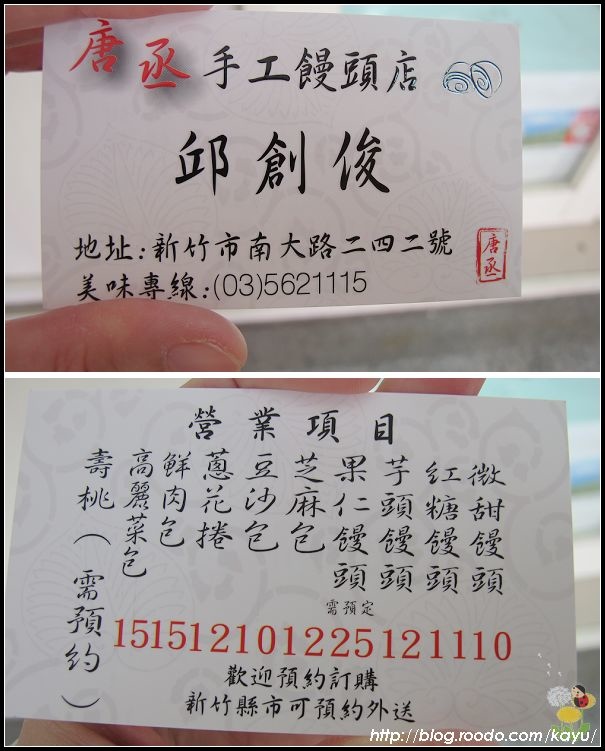 唐丞手工饅頭店
邱創俊
地址:新竹市南大路二四二號
美味專線:(03)5621115
唐丞
營業項目
微甜饅頭
紅糖饅頭
芋頭饅頭
果仁饅頭
需預定
芝麻包
豆沙包
蔥花捲
鮮肉包
高麗菜包
壽桃(需預約)
151512101225121110
歡迎預約訂購
新竹縣市可預約外送
http://blog.roodo.com/kayu/